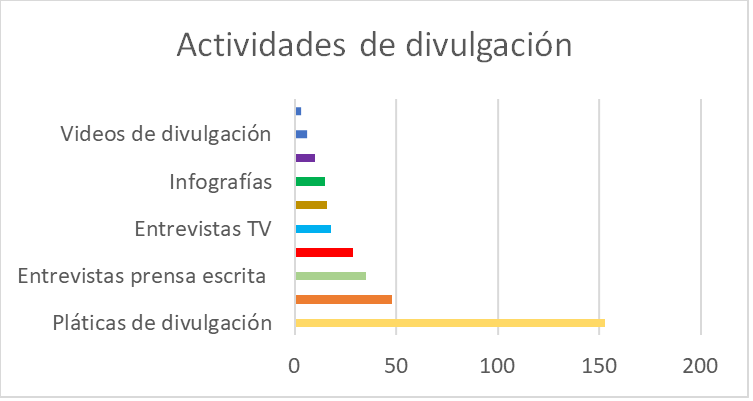 Actividades de divulgación
Videos de divulgación
Infografías
Entrevistas TV
Entrevistas prensa escrita
Pláticas de divulgación
0 50 100 150 200